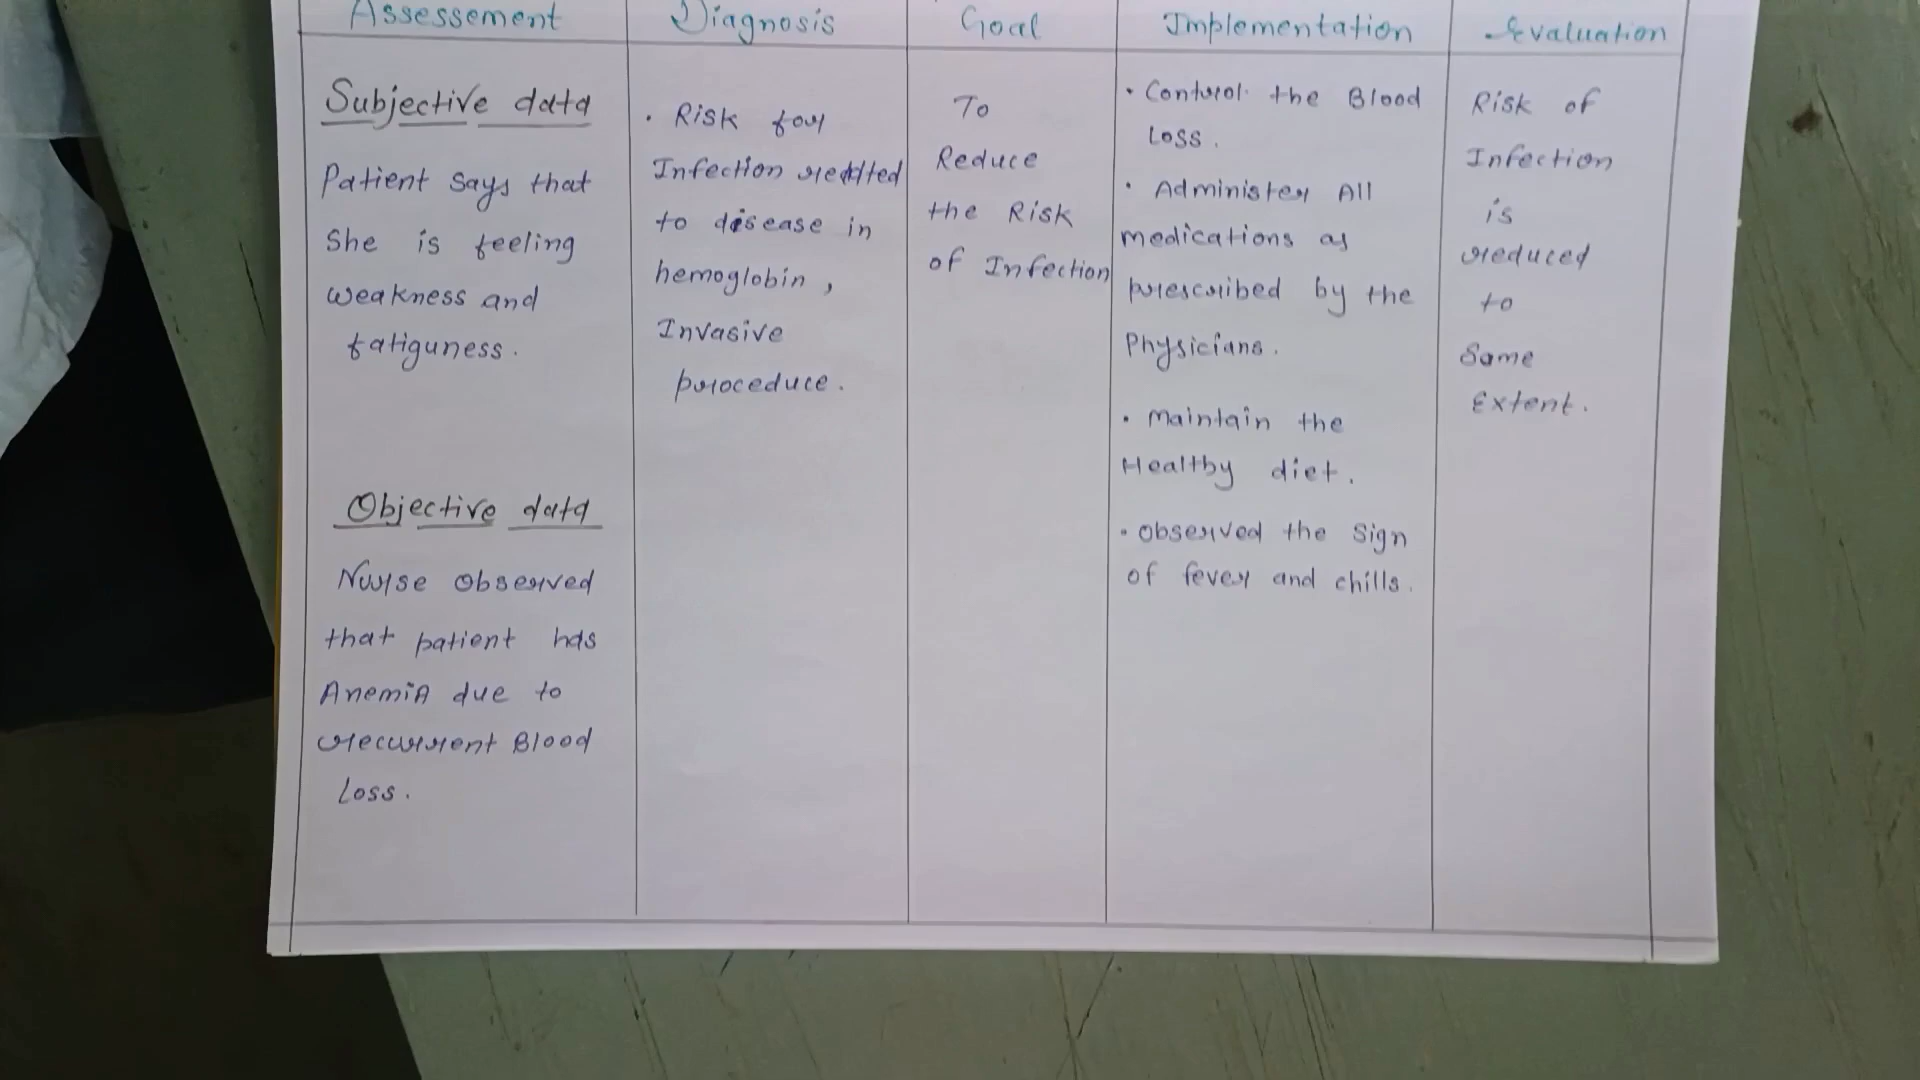 Assessement
Diagnosis
Goal
Implementation
Evaluation
Subjective data
Patient says that
She is feeling
weakness and
fatiguness.
Objective data
Nurse observed
that patient has
AnemiA due to
recurrent Blood
Loss.
• Risk for
Infection related
to disease in
hemoglobin,
Invasive
proceduce.
To
Reduce
the Risk
of Infection
• Control the Blood
Loss.
• Administer All
medications as
prescribed by the
Physicians.
• Maintain the
Healthy diet.
• Observed the Sign
of fever and chills.
Risk of
Infection
is
reduced
to
Some
Extent.